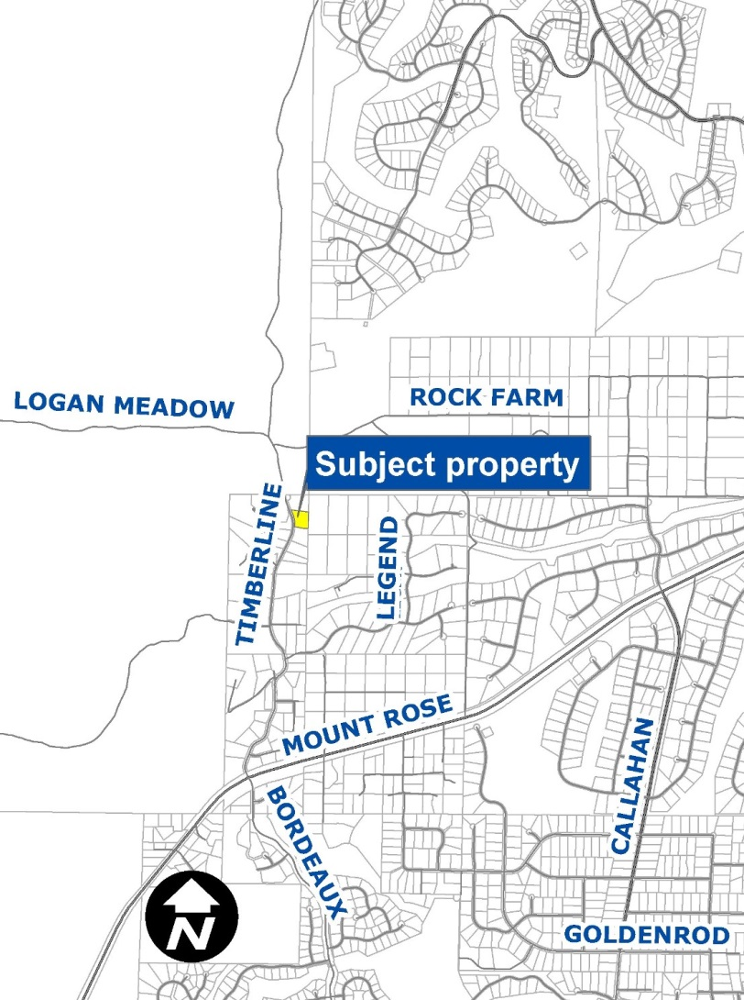 LOGAN MEADOW
ROCK FARM
Subject property
TIMBERLINE
LEGEND
MOUNT ROSE
CALLAHAN
BORDEAUX
N
GOLDENROD